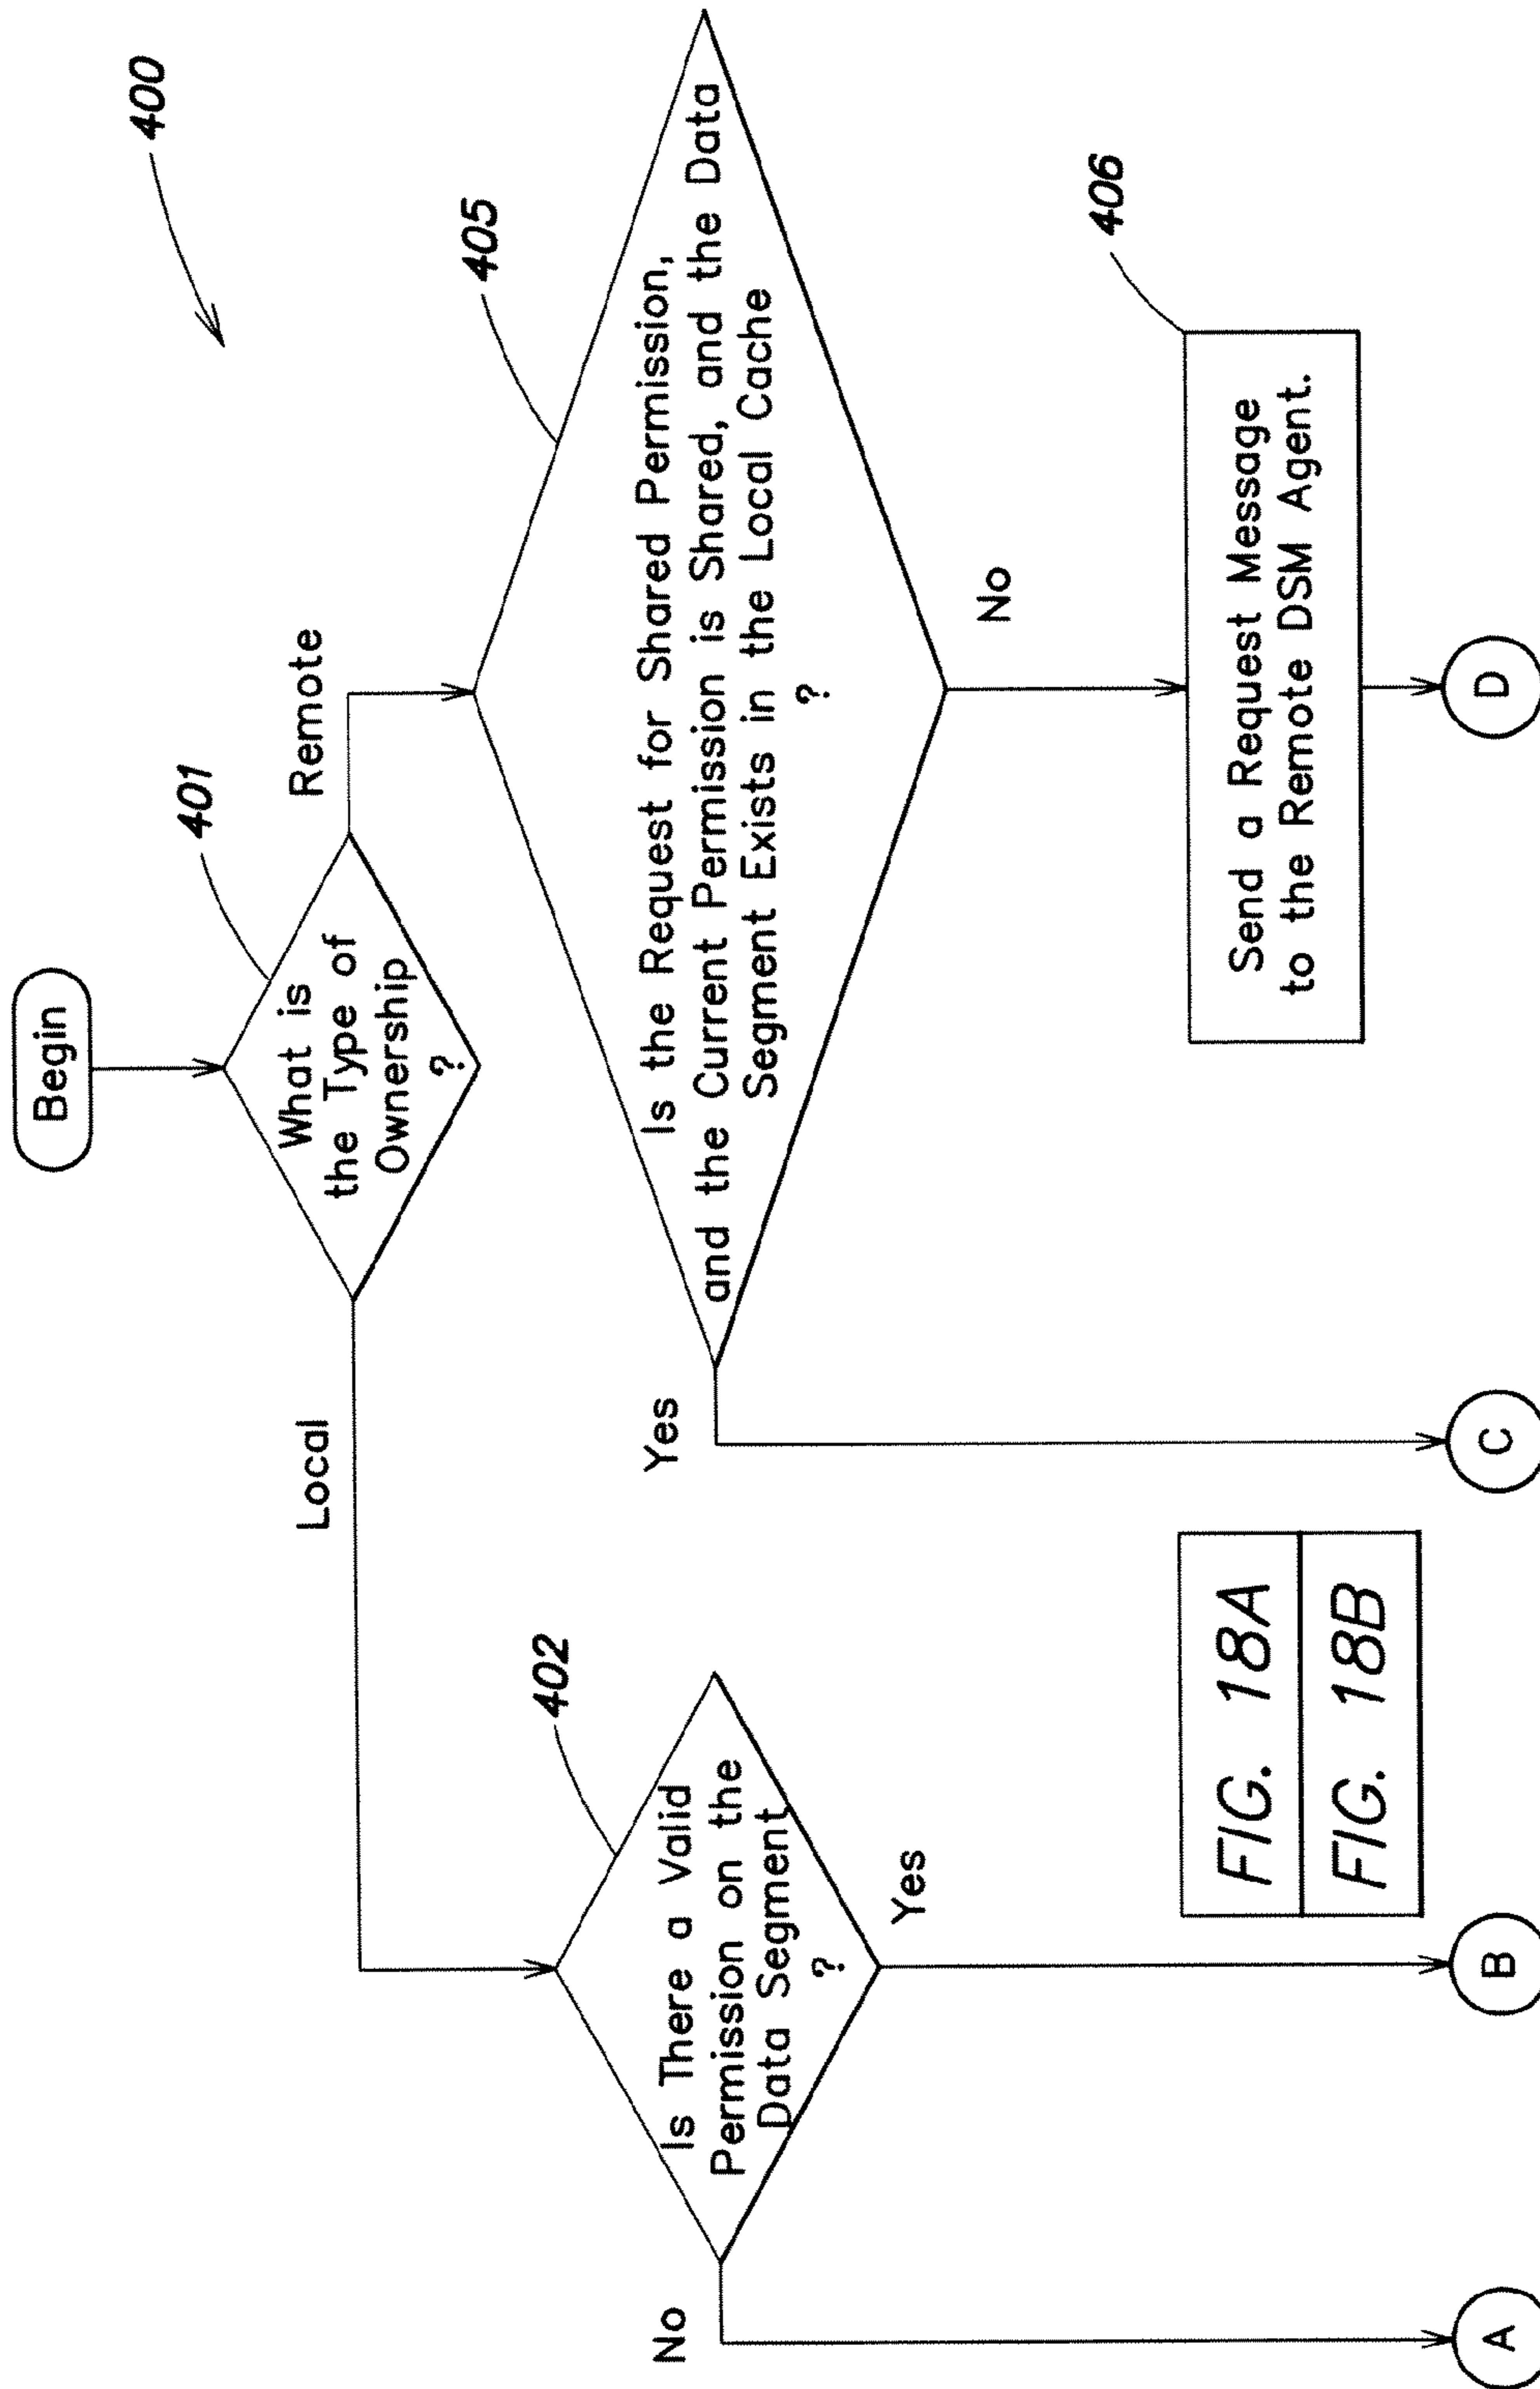 400
Begin
401
What is
the Type of
Ownership
?
Local
Remote
402
Is There a Valid
Permission on the
Data Segment
?
No
Yes
405
Is the Request for Shared Permission,
and the Current Permission is Shared, and the Data
Segment Exists in the Local Cache
?
Yes
No
406
Send a Request Message
to the Remote DSM Agent.
FIG. 18A
FIG. 18B
A
B
C
D